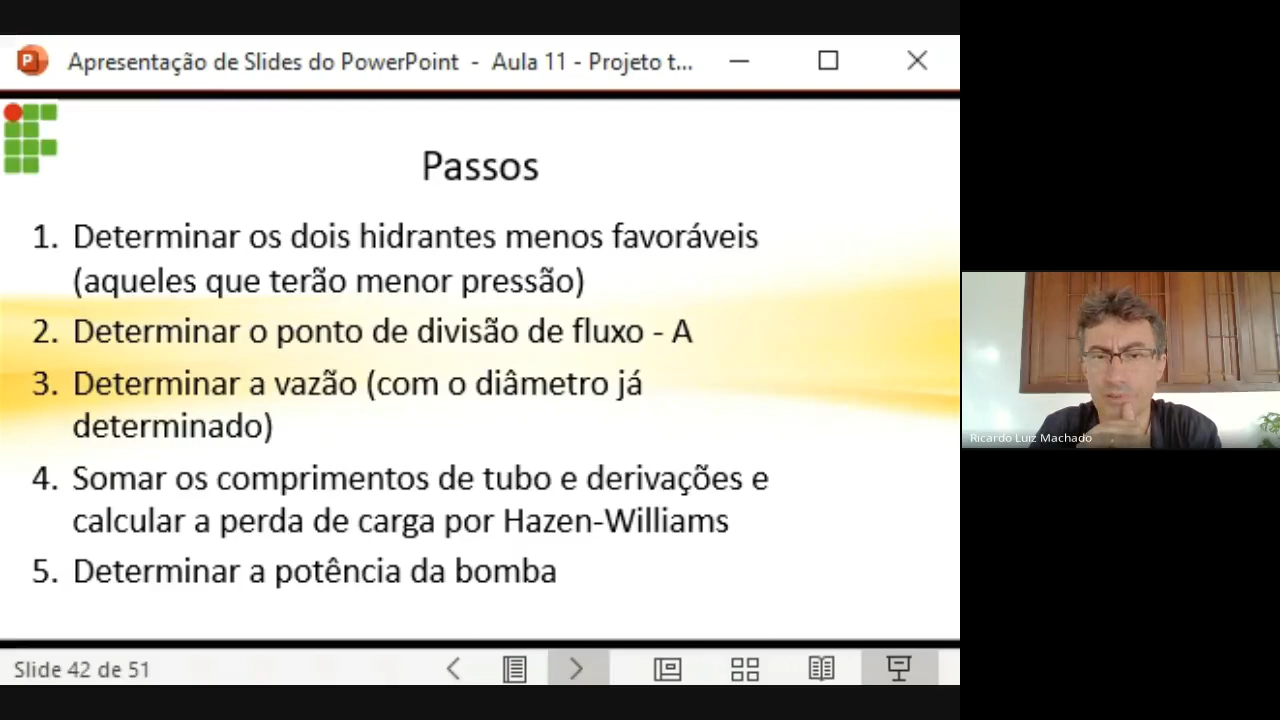 Apresentação de Slides do PowerPoint - Aula 11 - Projeto t...
Passos
1. Determinar os dois hidrantes menos favoráveis
(aqueles que terão menor pressão)
2. Determinar o ponto de divisão de fluxo - A
3. Determinar a vazão (com o diâmetro já
determinado)
4. Somar os comprimentos de tubo e derivações e
calcular a perda de carga por Hazen-Williams
5. Determinar a potência da bomba
Ricardo Luiz Machado
Slide 42 de 51